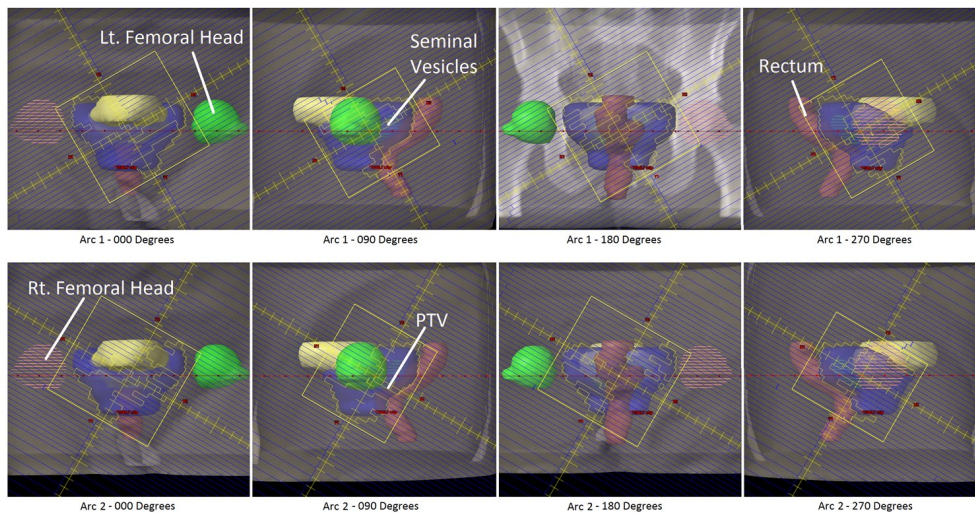 Lt. Femoral Head
Seminal
Vesicles
Rectum
Arc 1 - 000 Degrees
Arc 1 - 090 Degrees
Arc 1 - 180 Degrees
Arc 1 - 270 Degrees
Rt. Femoral Head
PTV
Arc 2 - 000 Degrees
Arc 2 - 090 Degrees
Arc 2 - 180 Degrees
Arc 2 - 270 Degrees